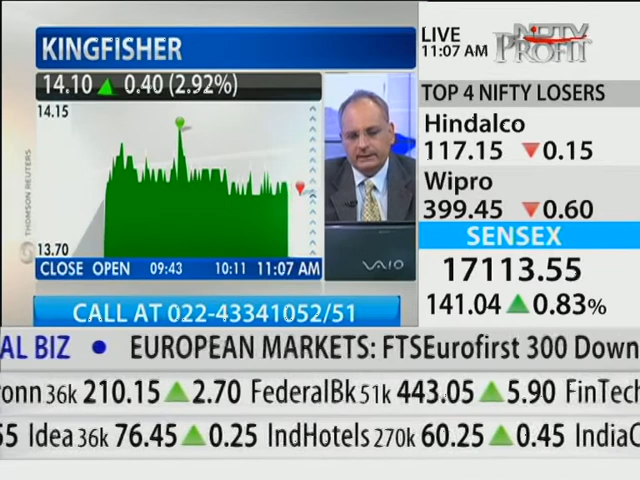 KINGFISHER
14.10 0.40 (2.92%)
14.15
THOMSON REUTERS
13.70
CLOSE OPEN 09:43 10:11 11:07 AM
VAIO
CALL AT 022-43341052/51
LIVE
11:07 AM
NDTV
PROFIT
TOP 4 NIFTY LOSERS
Hindalco
117.15 0.15
Wipro
399.45 0.60
SENSEX
17113.55
141.04 0.83%
AL BIZ • EUROPEAN MARKETS: FTSEurofirst 300 Down
ronn 36k 210.15 2.70 FederalBk 51k 443.05 5.90 FinTech
55 Idea 36k 76.45 0.25 IndHotels 270k 60.25 0.45 IndiaC